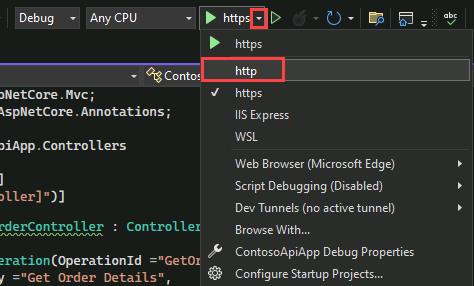 Debug Any CPU https
https
Contos
http
pNetCore.Mvc;
https
AspNetCore.Annotations;
IIS Express
WSL
piApp.Controllers
Web Browser (Microsoft Edge)
]
Script Debugging (Disabled)
oller]")]
Dev Tunnels (no active tunnel)
rderController : Controller
Browse With...
ContosoApiApp Debug Properties
eration(OperationId ="GetOr
Configure Startup Projects...
y ="Get Order Details",
abc